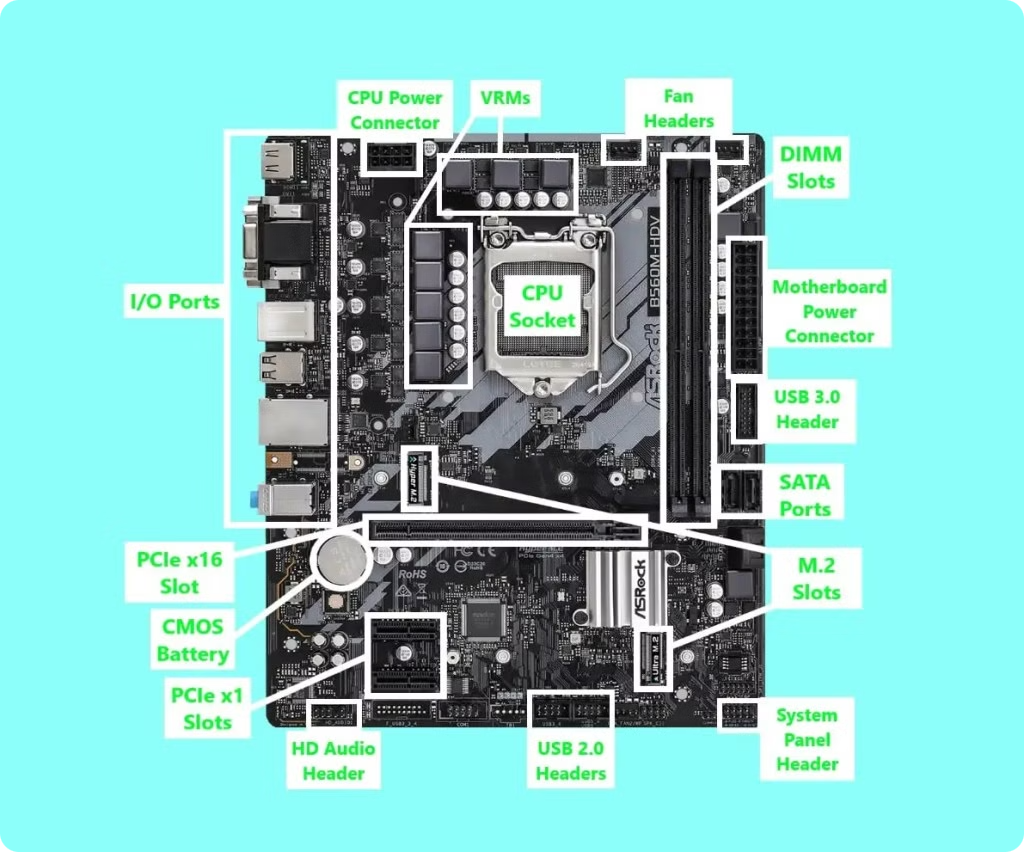 CPU Power
Connector
VRMs
Fan
Headers
DIMM
Slots
I/O Ports
CPU
Socket
B560M-HDV
ASRock
Motherboard
Power
Connector
USB 3.0
Header
SATA
Ports
Hyper M.2
PCIe x16
Slot
M.2
Slots
RoHS
FC CE
ASRock
CMOS
Battery
Ultra M.2
PCIe x1
Slots
HD Audio
Header
USB 2.0
Headers
System
Panel
Header